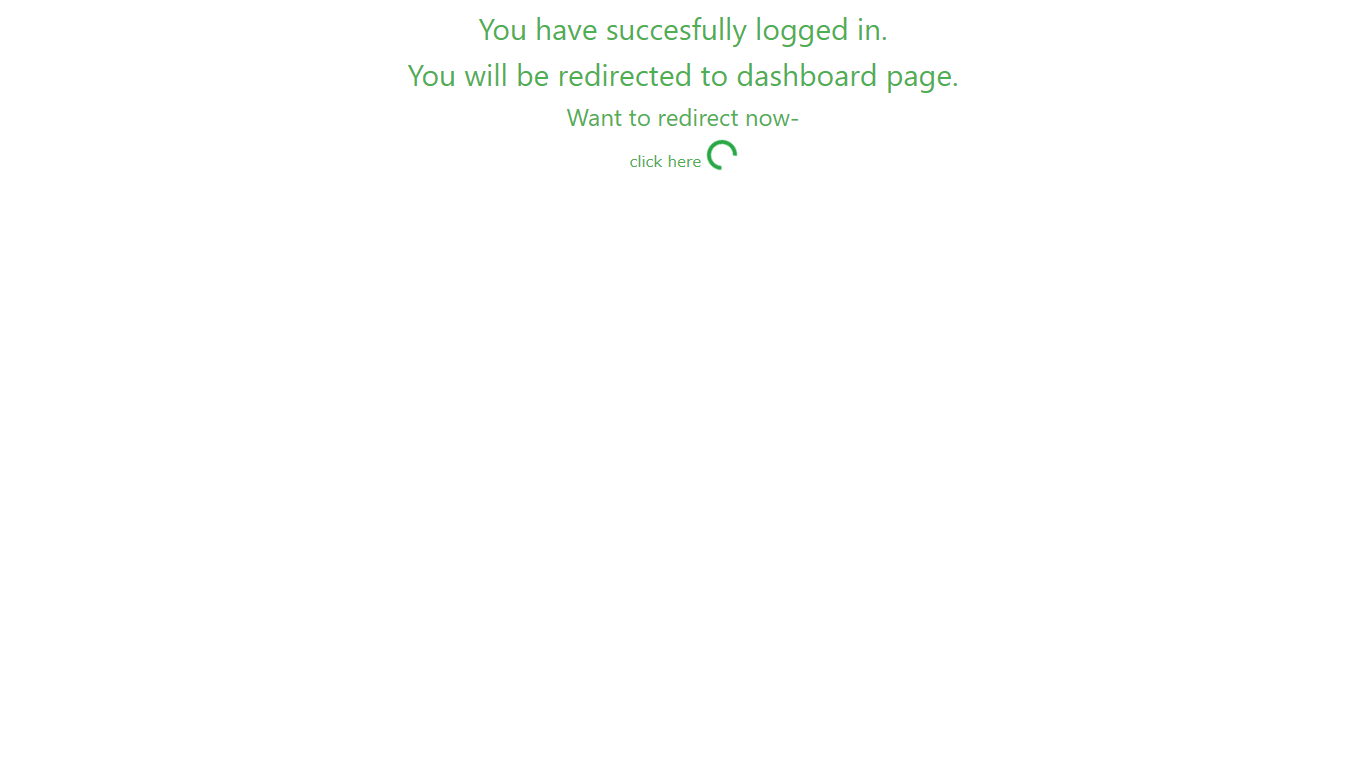 You have succesfully logged in.
You will be redirected to dashboard page.
Want to redirect now-
click here